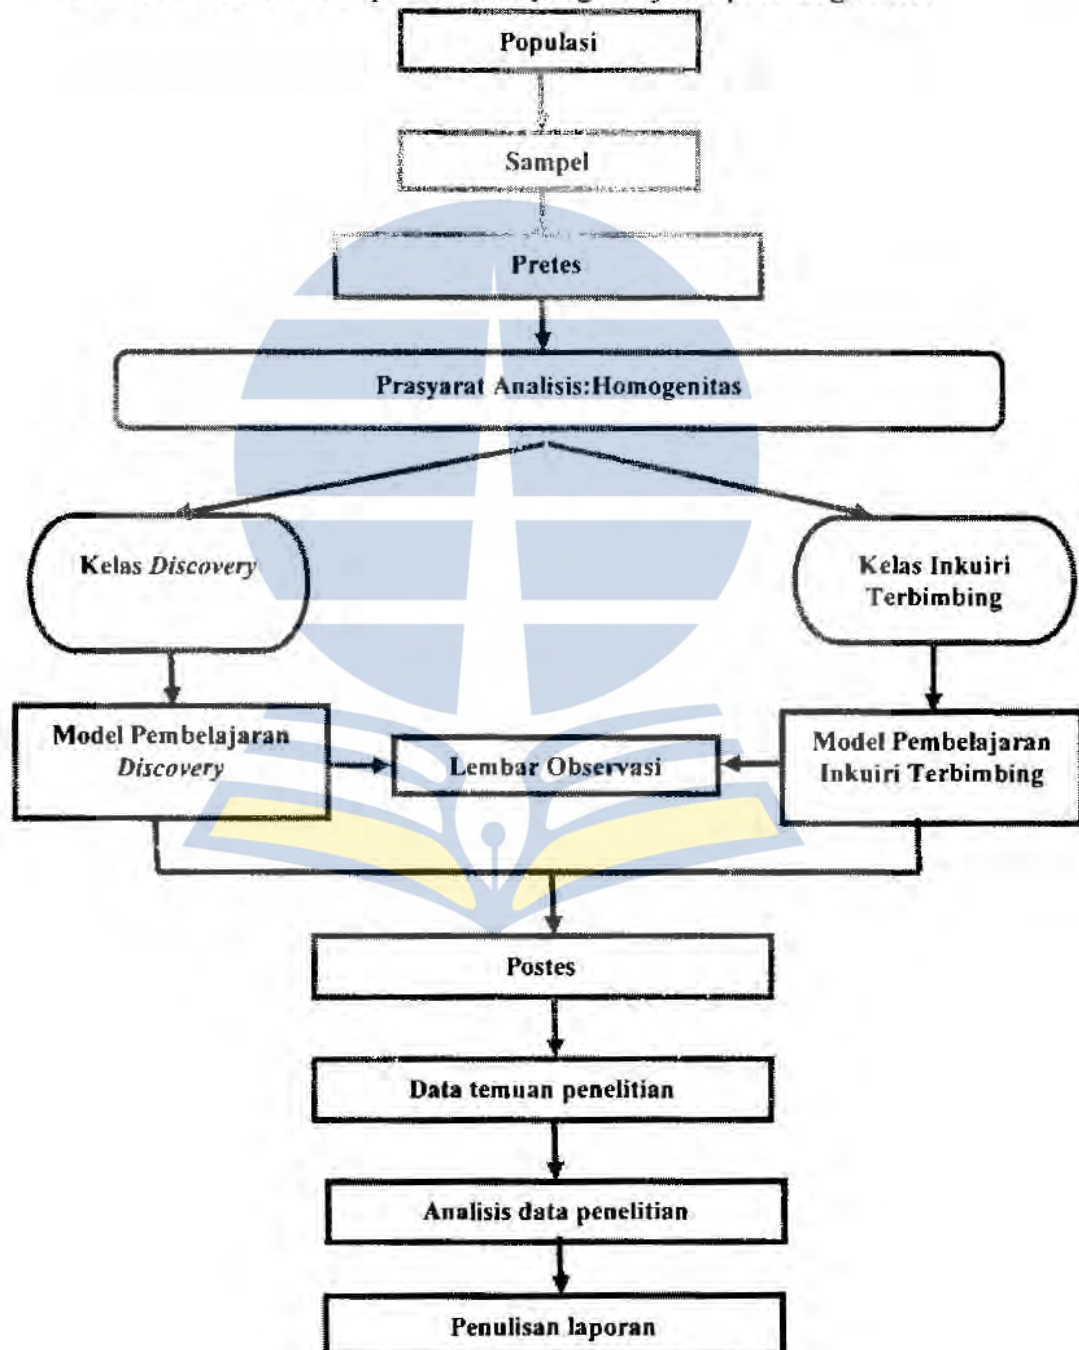 Populasi
Sampel
Pretes
Prasyarat Analisis:Homogenitas
Kelas Discovery
Kelas Inkuiri
Terbimbing
Model Pembelajaran
Discovery
Lembar Observasi
Model Pembelajaran
Inkuiri Terbimbing
Postes
Data temuan penelitian
Analisis data penelitian
Penulisan laporan